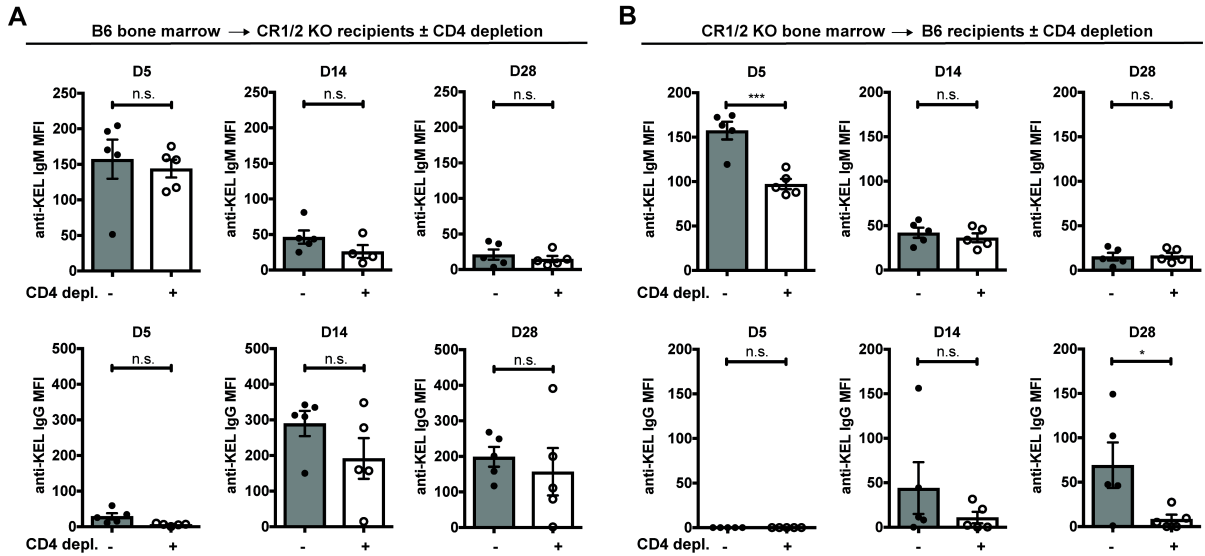 A
B6 bone marrow → CR1/2 KO recipients ± CD4 depletion
D5
n.s.
anti-KEL IgM MFI
250
200
150
100
50
0
D14
n.s.
anti-KEL IgM MFI
250
200
150
100
50
0
D28
n.s.
anti-KEL IgM MFI
250
200
150
100
50
0
CD4 depl. - + - + - +
D5
n.s.
anti-KEL IgG MFI
500
400
300
200
100
0
D14
n.s.
anti-KEL IgG MFI
500
400
300
200
100
0
D28
n.s.
anti-KEL IgG MFI
500
400
300
200
100
0
CD4 depl. - + - + - +
B
CR1/2 KO bone marrow → B6 recipients ± CD4 depletion
D5
***
anti-KEL IgM MFI
200
150
100
50
0
D14
n.s.
anti-KEL IgM MFI
200
150
100
50
0
D28
n.s.
anti-KEL IgM MFI
200
150
100
50
0
CD4 depl. - + - + - +
D5
n.s.
anti-KEL IgG MFI
200
150
100
50
0
D14
n.s.
anti-KEL IgG MFI
200
150
100
50
0
D28
*
anti-KEL IgG MFI
200
150
100
50
0
CD4 depl. - + - + - +